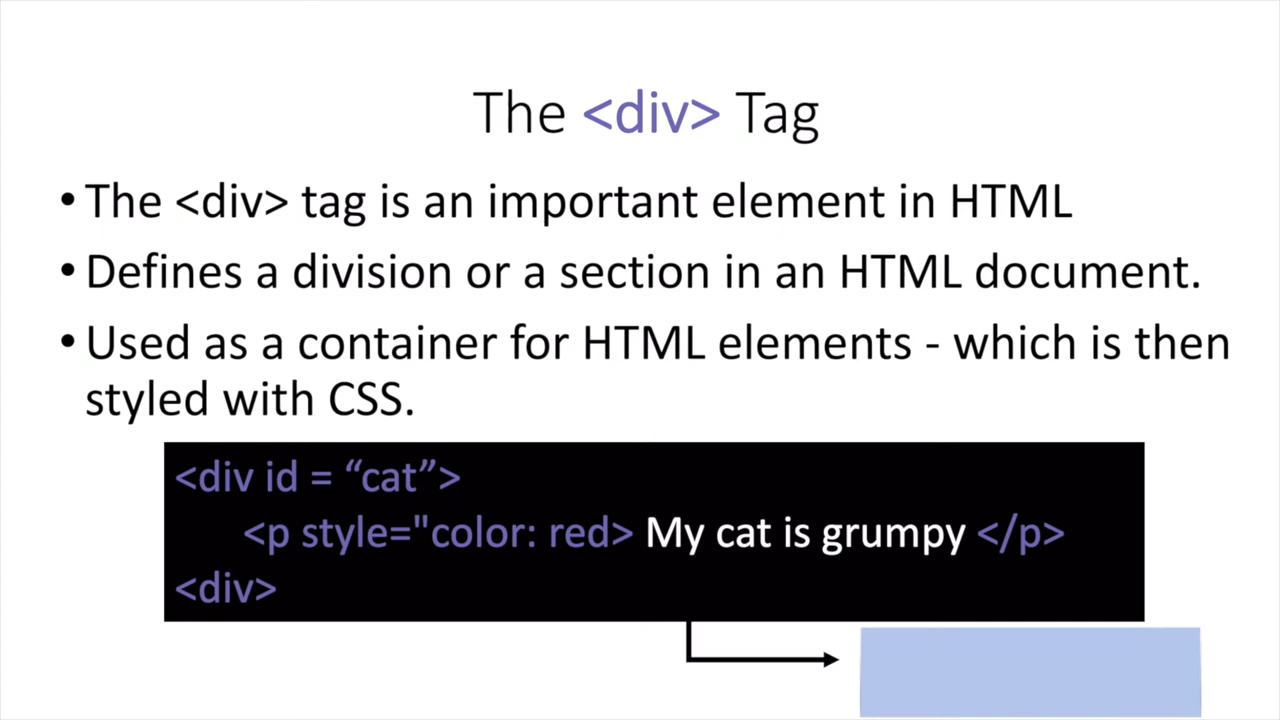 The <div> Tag
• The <div> tag is an important element in HTML
• Defines a division or a section in an HTML document.
• Used as a container for HTML elements - which is then
styled with CSS.
<div id = “cat”>
<p style="color: red> My cat is grumpy </p>
<div>